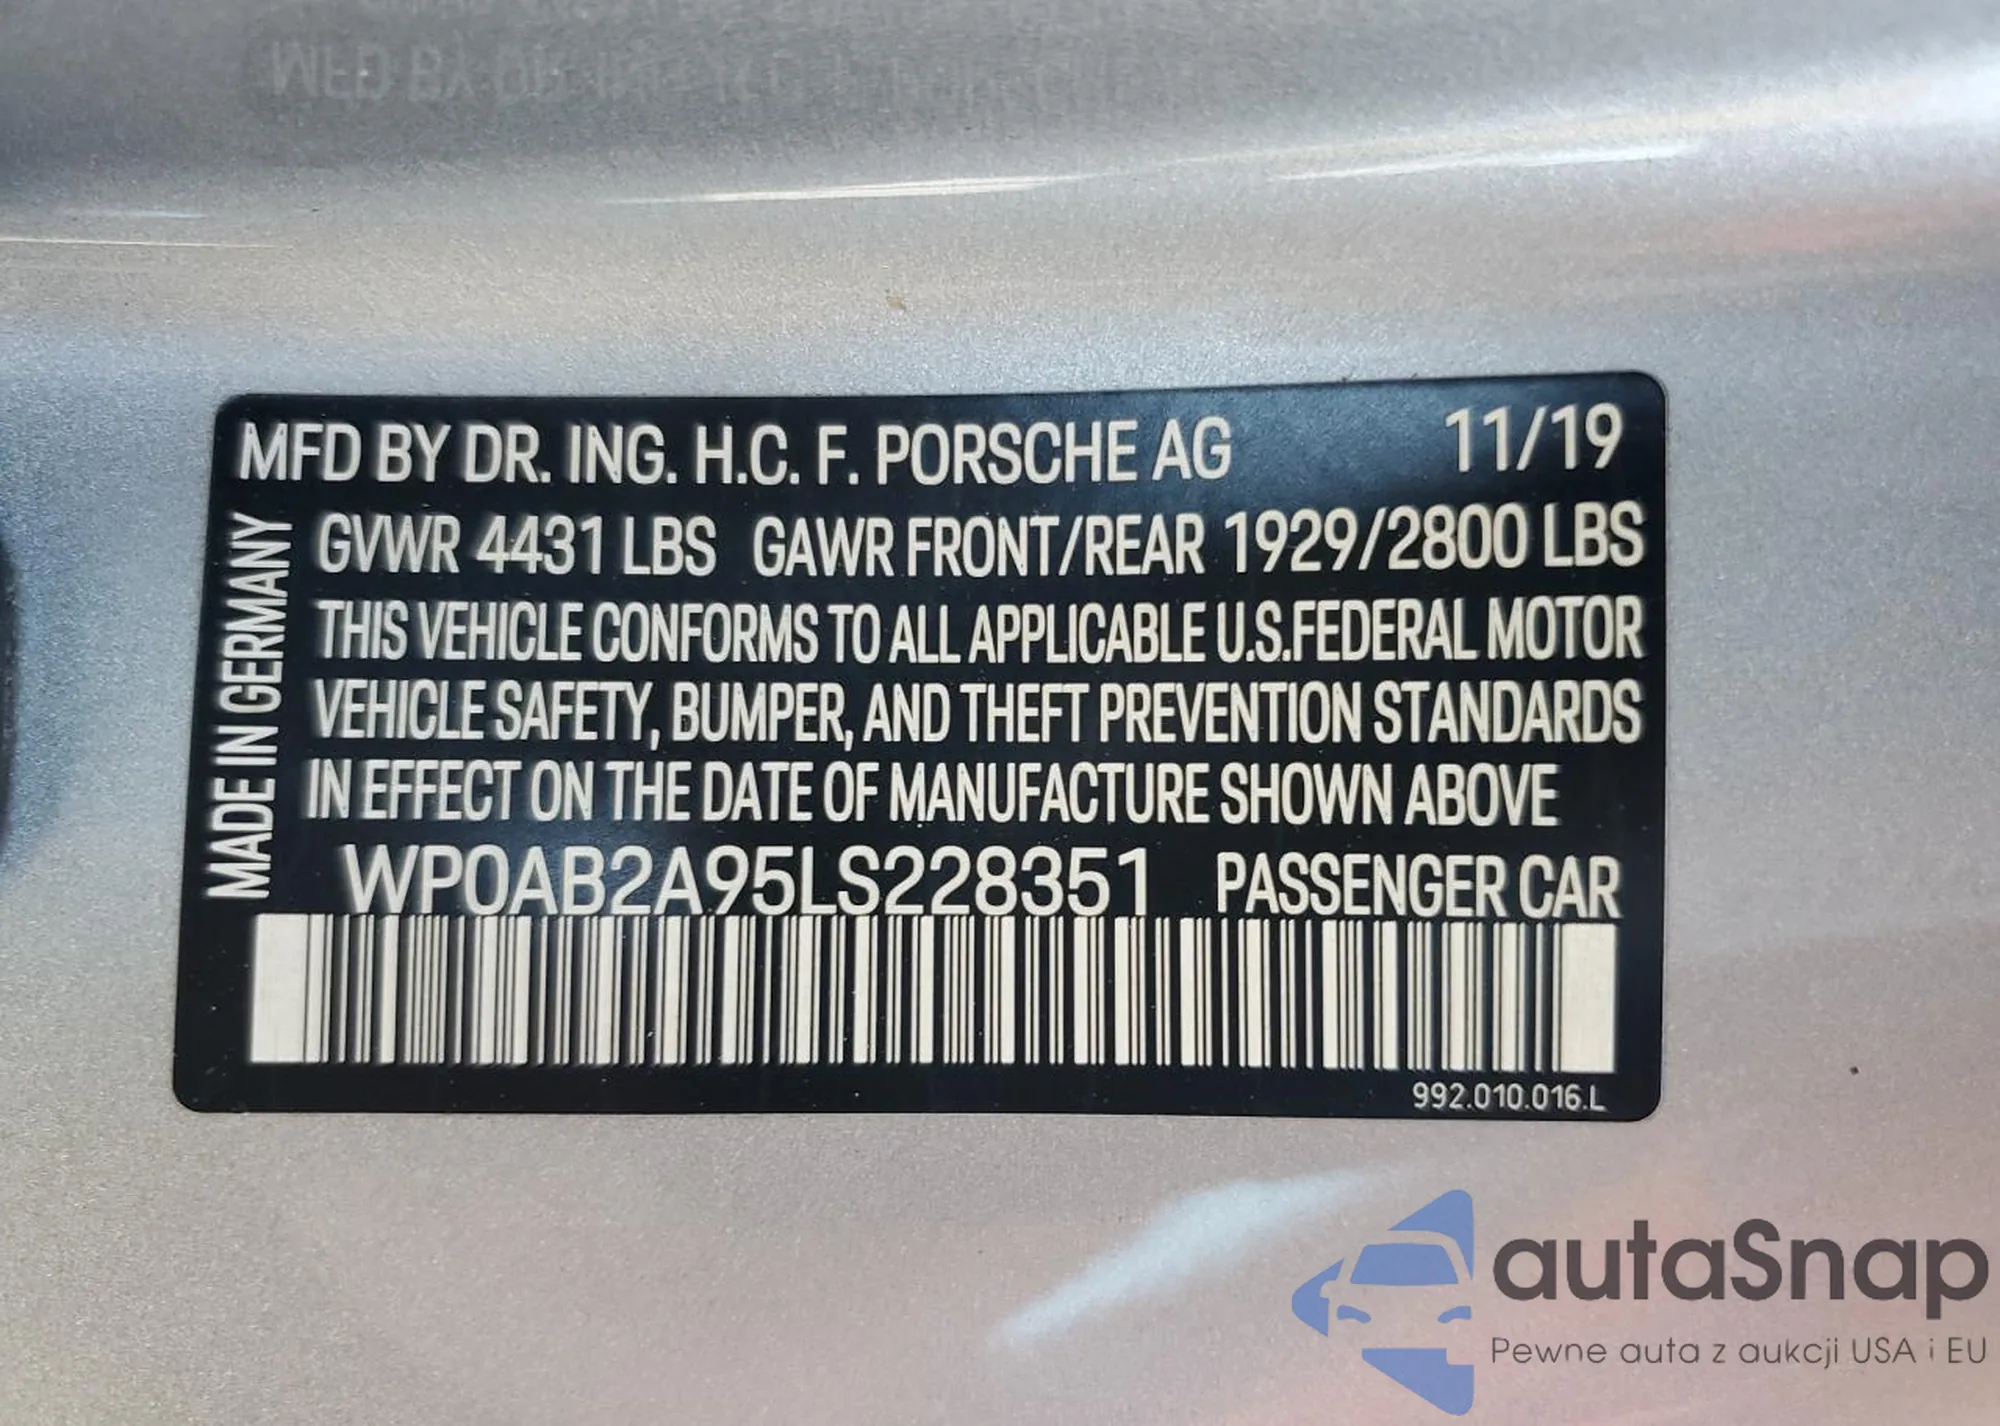 MFD BY DR. ING. H.C. F. PORSCHE AG 11/19
GVWR 4431 LBS GAWR FRONT/REAR 1929/2800 LBS
THIS VEHICLE CONFORMS TO ALL APPLICABLE U.S.FEDERAL MOTOR
VEHICLE SAFETY, BUMPER, AND THEFT PREVENTION STANDARDS
IN EFFECT ON THE DATE OF MANUFACTURE SHOWN ABOVE
WP0AB2A95LS228351 PASSENGER CAR
MADE IN GERMANY
992.010.016.L
autaSnap
Pewne auta z aukcji USA i EU